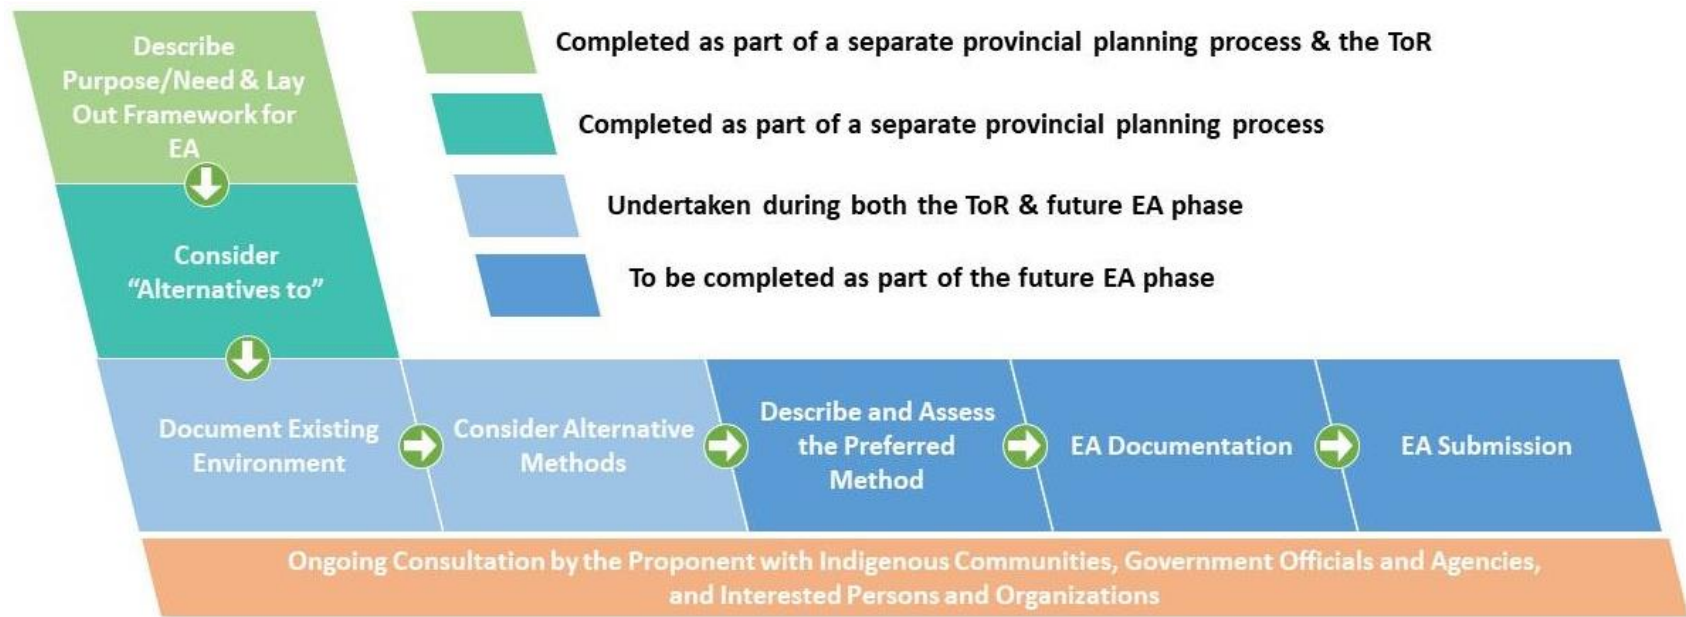 Describe
Purpose/Need & Lay
Out Framework for
EA
Completed as part of a separate provincial planning process & the ToR
Completed as part of a separate provincial planning process
Undertaken during both the ToR & future EA phase
To be completed as part of the future EA phase
Consider
“Alternatives to”
Document Existing
Environment
Consider Alternative
Methods
Describe and Assess
the Preferred
Method
EA Documentation
EA Submission
Ongoing Consultation by the Proponent with Indigenous Communities, Government Officials and Agencies,
and Interested Persons and Organizations